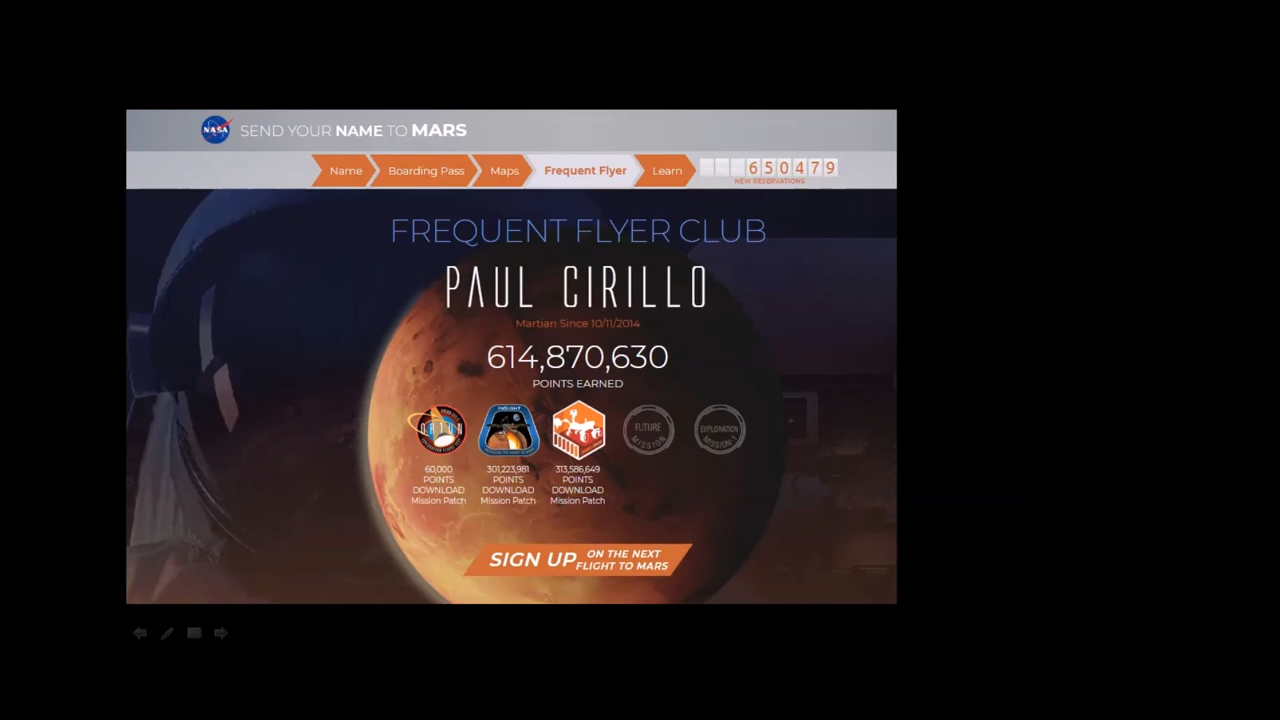 NASA
SEND YOUR NAME TO MARS
Name
Boarding Pass
Maps
Frequent Flyer
Learn
650479
NEW RESERVATIONS
FREQUENT FLYER CLUB
PAUL CIRILLO
Martian Since 10/11/2014
614,870,630
POINTS EARNED
ORION
INSIGHT
FUTURE
MISSION
EXPLORATION
MISSION-1
60,000
POINTS
DOWNLOAD
Mission Patch
301,223,981
POINTS
DOWNLOAD
Mission Patch
313,586,649
POINTS
DOWNLOAD
Mission Patch
SIGN UP ON THE NEXT
FLIGHT TO MARS